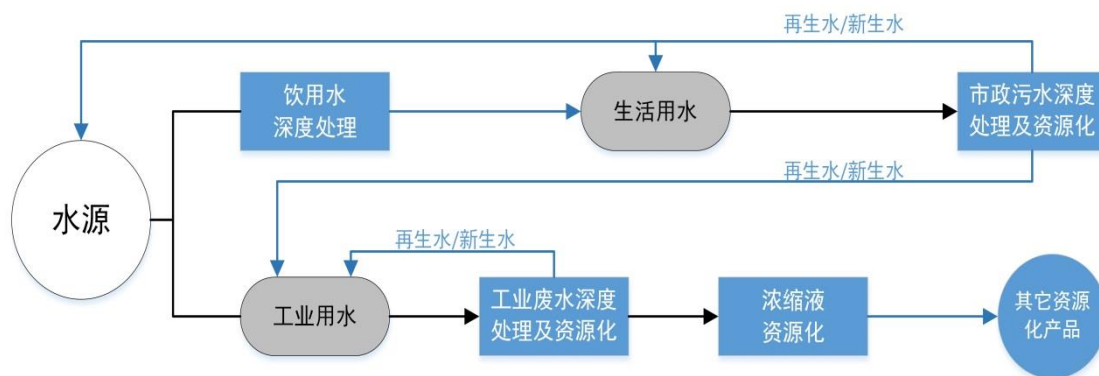 再生水/新生水
饮用水
深度处理
生活用水
市政污水深度
处理及资源化
再生水/新生水
水源
再生水/新生水
工业用水
工业废水深度
处理及资源化
浓缩液
资源化
其它资源
化产品